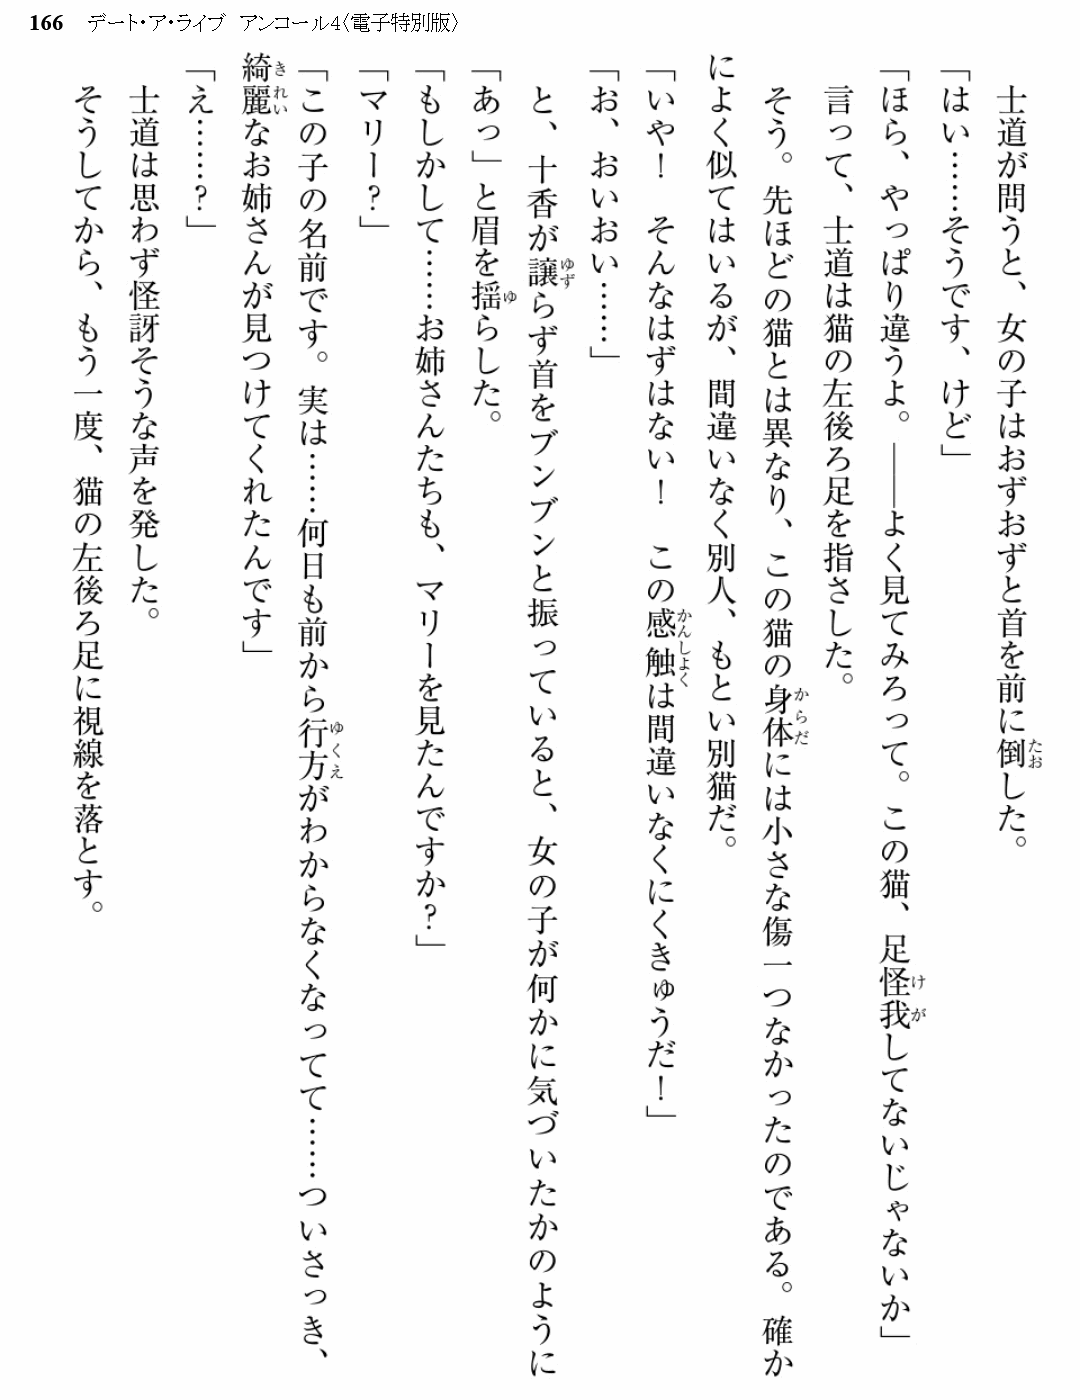 166 デート・ア・ライブ アンコール4〈電子特別版〉
士道が問うと、女の子はおずおずと首を前に倒した。
「はい……そうです、けど」
「ほら、やっぱり違うよ。――よく見てみろって。この猫、足怪我してないじゃないか」
言って、士道は猫の左後ろ足を指さした。
そう。先ほどの猫とは異なり、この猫の身体には小さな傷一つなかったのである。確か
によく似てはいるが、間違いなく別人、もとい別猫だ。
「いや！　そんなはずはない！　この感触は間違いなくにくきゅうだ！」
「お、おいおい……」
と、十香が譲らず首をブンブンと振っていると、女の子が何かに気づいたかのように
「あっ」と眉を揺らした。
「もしかして……お姉さんたちも、マリーを見たんですか？」
「マリー？」
「この子の名前です。実は……何日も前から行方がわからなくなってて……ついさっき、
綺麗なお姉さんが見つけてくれたんです」
「え……？」
士道は思わず怪訝そうな声を発した。
そうしてから、もう一度、猫の左後ろ足に視線を落とす。